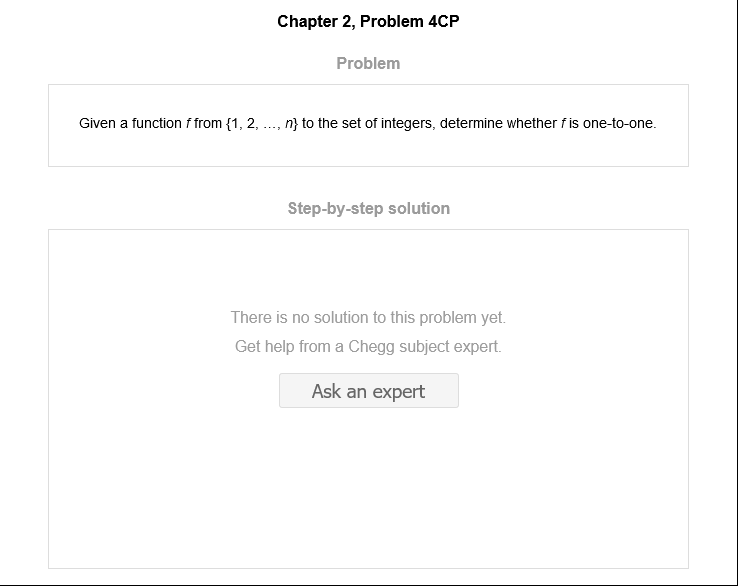 Chapter 2, Problem 4CP
Problem
Given a function f from {1, 2, ..., n} to the set of integers, determine whether f is one-to-one.
Step-by-step solution
There is no solution to this problem yet.
Get help from a Chegg subject expert.
Ask an expert